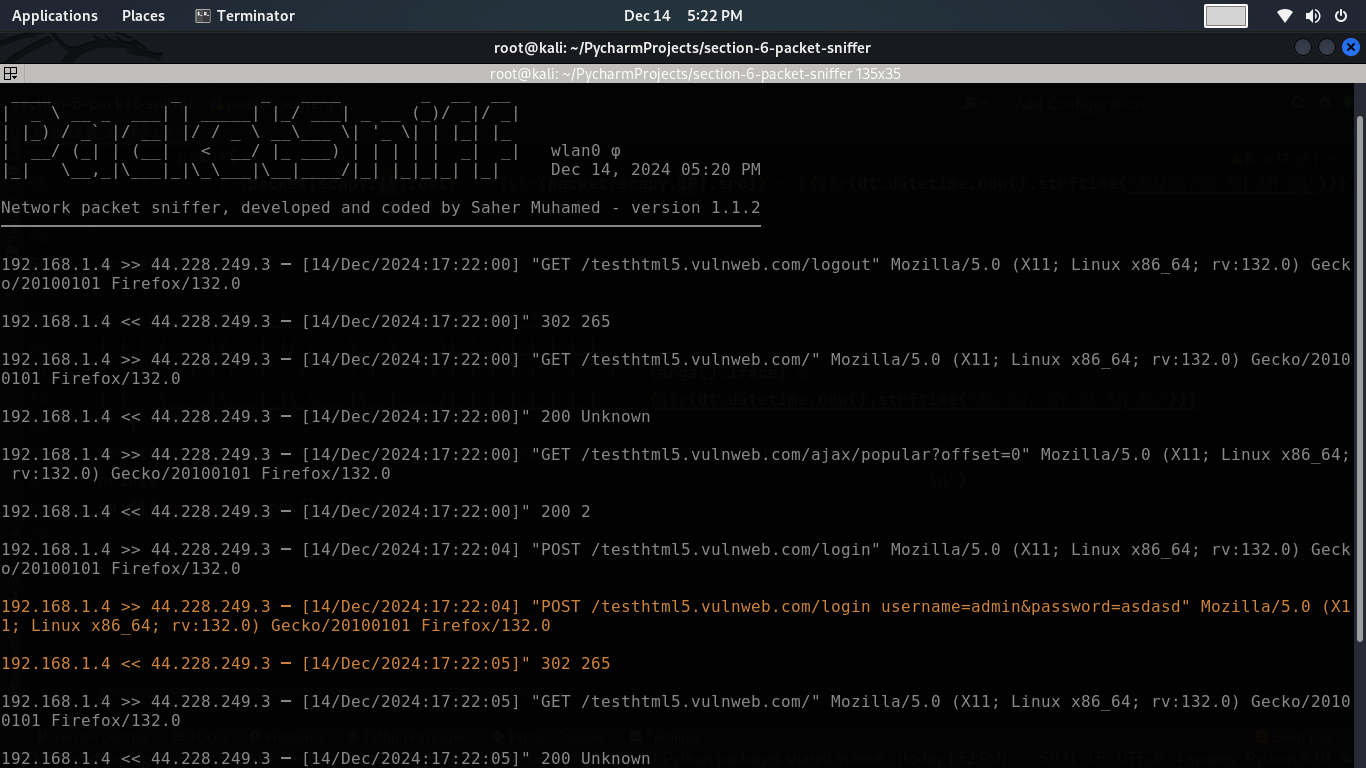 Applications Places Terminator Dec 14 5:22 PM
root@kali: ~/PycharmProjects/section-6-packet-sniffer
root@kali: ~/PycharmProjects/section-6-packet-sniffer 135x35
PacketSniff
wlan0 φ
Dec 14, 2024 05:20 PM
Network packet sniffer, developed and coded by Saher Muhamed - version 1.1.2
192.168.1.4 >> 44.228.249.3 − [14/Dec/2024:17:22:00] "GET /testhtml5.vulnweb.com/logout" Mozilla/5.0 (X11; Linux x86_64; rv:132.0) Geck
o/20100101 Firefox/132.0
192.168.1.4 << 44.228.249.3 − [14/Dec/2024:17:22:00]" 302 265
192.168.1.4 >> 44.228.249.3 − [14/Dec/2024:17:22:00] "GET /testhtml5.vulnweb.com/" Mozilla/5.0 (X11; Linux x86_64; rv:132.0) Gecko/2010
0101 Firefox/132.0
192.168.1.4 << 44.228.249.3 − [14/Dec/2024:17:22:00]" 200 Unknown
192.168.1.4 >> 44.228.249.3 − [14/Dec/2024:17:22:00] "GET /testhtml5.vulnweb.com/ajax/popular?offset=0" Mozilla/5.0 (X11; Linux x86_64;
rv:132.0) Gecko/20100101 Firefox/132.0
192.168.1.4 << 44.228.249.3 − [14/Dec/2024:17:22:00]" 200 2
192.168.1.4 >> 44.228.249.3 − [14/Dec/2024:17:22:04] "POST /testhtml5.vulnweb.com/login" Mozilla/5.0 (X11; Linux x86_64; rv:132.0) Geck
o/20100101 Firefox/132.0
192.168.1.4 >> 44.228.249.3 − [14/Dec/2024:17:22:04] "POST /testhtml5.vulnweb.com/login username=admin&password=asdasd" Mozilla/5.0 (X1
1; Linux x86_64; rv:132.0) Gecko/20100101 Firefox/132.0
192.168.1.4 << 44.228.249.3 − [14/Dec/2024:17:22:05]" 302 265
192.168.1.4 >> 44.228.249.3 − [14/Dec/2024:17:22:05] "GET /testhtml5.vulnweb.com/" Mozilla/5.0 (X11; Linux x86_64; rv:132.0) Gecko/2010
0101 Firefox/132.0
192.168.1.4 << 44.228.249.3 − [14/Dec/2024:17:22:05]" 200 Unknown